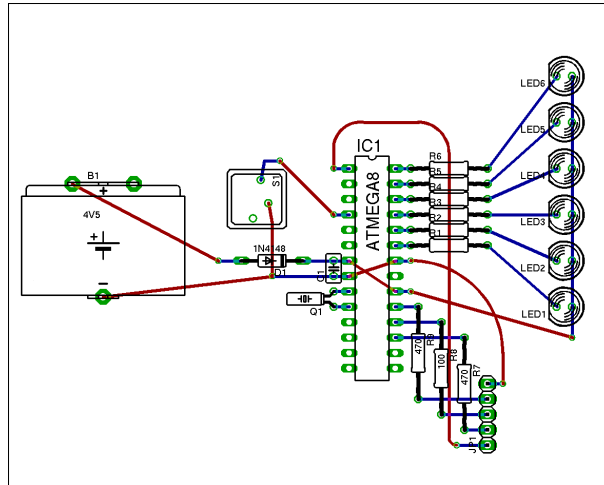 B1
+
4V5
+
-
S1
1N4148
D1
C1
Q1
IC1
ATMEGA8
R6
R5
R4
R3
R2
R1
LED6
LED5
LED4
LED3
LED2
LED1
470
R9
100
R8
470
R7
JP1